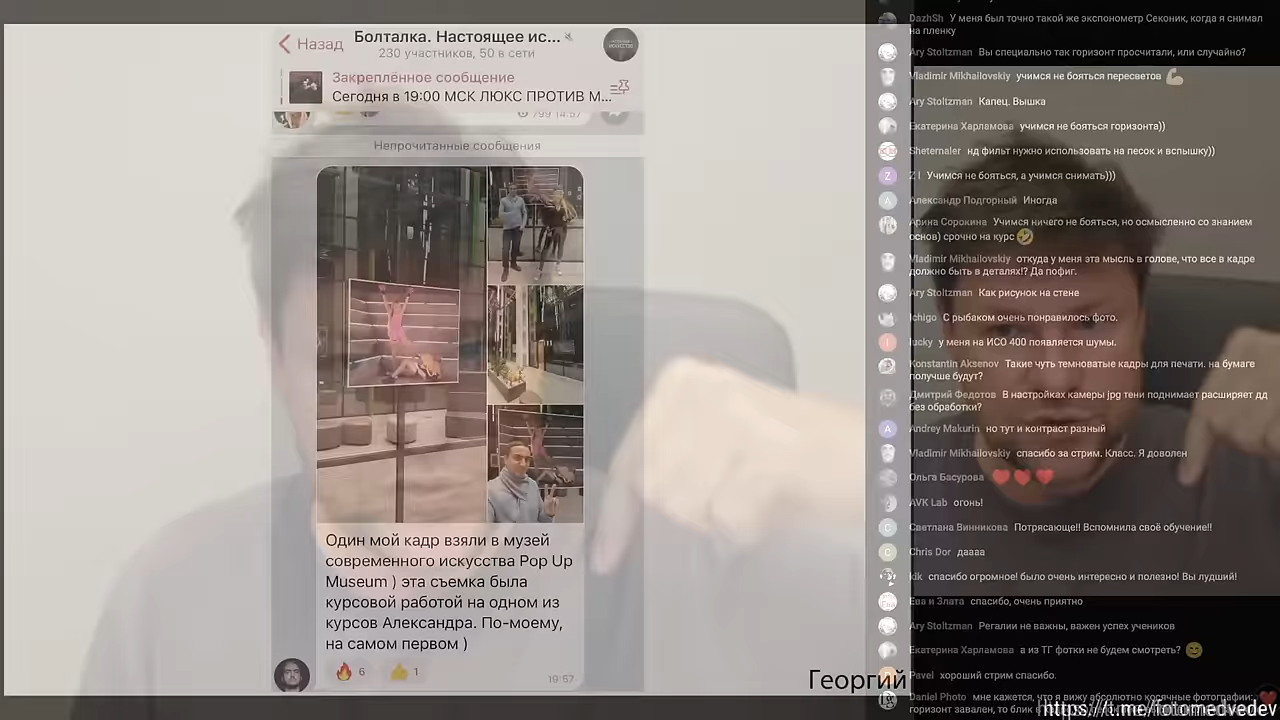 Назад
Болталка. Настоящее ис...
230 участников, 50 в сети
Закреплённое сообщение
Сегодня в 19:00 МСК ЛЮКС ПРОТИВ М...
799 14:57
Непрочитанные сообщения
Один мой кадр взяли в музей
современного искусства Pop Up
Museum ) эта съемка была
курсовой работой на одном из
курсов Александра. По-моему,
на самом первом )
6
1
19:57
Георгий
DazhSh У меня был точно такой же экспонометр Секоник, когда я снимал
на пленку
Ary Stoltzman Вы специально так горизонт просчитали, или случайно?
Vladimir Mikhailovskiy учимся не бояться пересветов
Ary Stoltzman Капец. Вышка
Екатерина Харламова учимся не бояться горизонта))
Sheternaler нд фильт нужно использовать на песок и вспышку))
Z
Z I Учимся не бояться, а учимся снимать)))
А
Александр Подгорный Иногда
Арина Сорокина Учимся ничего не бояться, но осмысленно со знанием
основ) срочно на курс
Vladimir Mikhailovskiy откуда у меня эта мысль в голове, что все в кадре
должно быть в деталях!? Да пофиг.
Ary Stoltzman Как рисунок на стене
Ichigo С рыбаком очень понравилось фото.
l
lucky у меня на ИСО 400 появляется шумы.
Konstantin Aksenov Такие чуть темноватые кадры для печати. на бумаге
получше будут?
Дмитрий Федотов В настройках камеры jpg тени поднимает расширяет дд
без обработки?
A
Andrey Makurin но тут и контраст разный
Vladimir Mikhailovskiy спасибо за стрим. Класс. Я доволен
Ольга Басурова
AVK Lab огонь!
С
Светлана Винникова Потрясающе!! Вспомнила своё обучение!!
C
Chris Dor даааа
kik спасибо огромное! было очень интересно и полезно! Вы лудший!
Ева и Злата спасибо, очень приятно
Ary Stoltzman Регалии не важны, важен успех учеников
Екатерина Харламова а из ТГ фотки не будем смотреть?
Pavel хороший стрим спасибо.
Daniel Photo мне кажется, что я вижу абсолютно косячные фотографии:
горизонт завален, то блик в
https://t.me/fotomedvedev